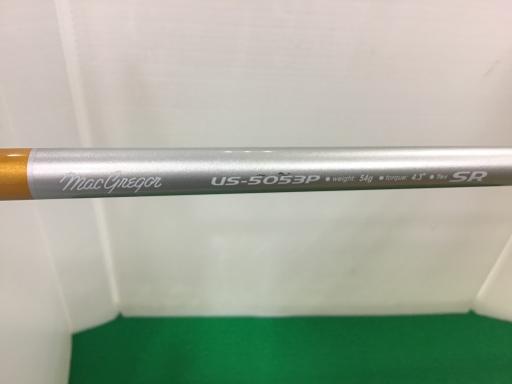 MacGregor US-5053P • weight: 54g • torque: 4.3° • flex SR